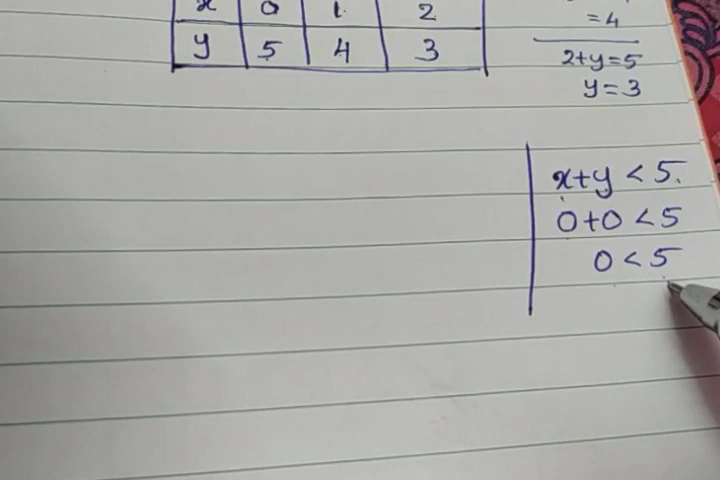 x 0 1 2
y 5 4 3
= 4
2+y=5
y=3
x+y < 5.
0+0 < 5
0 < 5